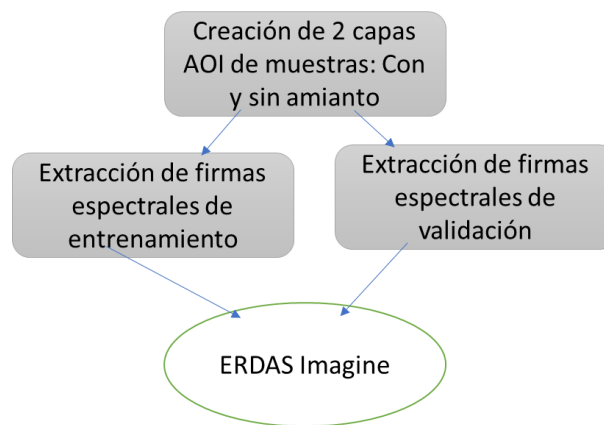 Creación de 2 capas
AOI de muestras: Con
y sin amianto
Extracción de firmas
espectrales de
entrenamiento
Extracción de firmas
espectrales de
validación
ERDAS Imagine